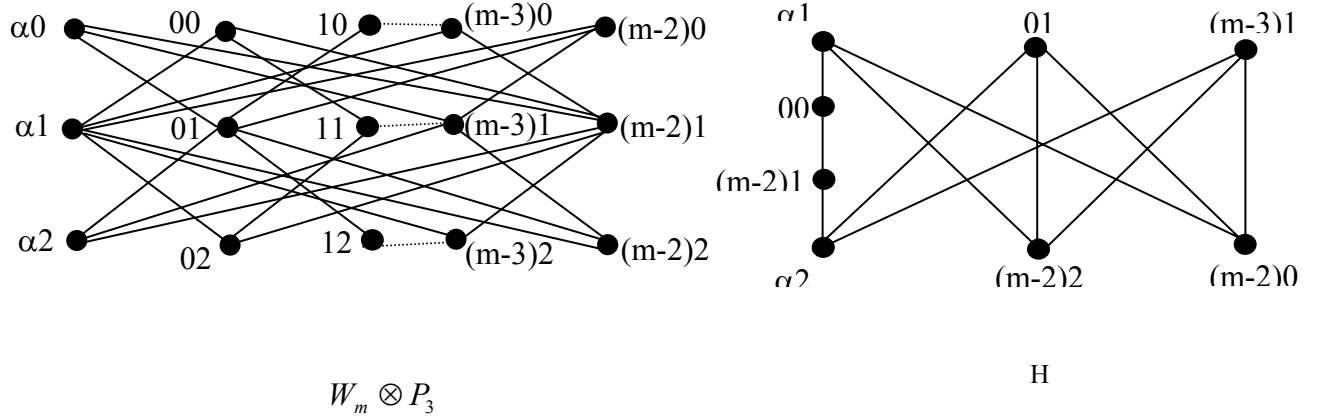 α0 00 10 (m-3)0 (m-2)0
α1 01 11 (m-3)1 (m-2)1
α2 02 12 (m-3)2 (m-2)2
W_m ⊗ P_3
α1 01 (m-3)1
00
(m-2)1
α2 (m-2)2 (m-2)0
H